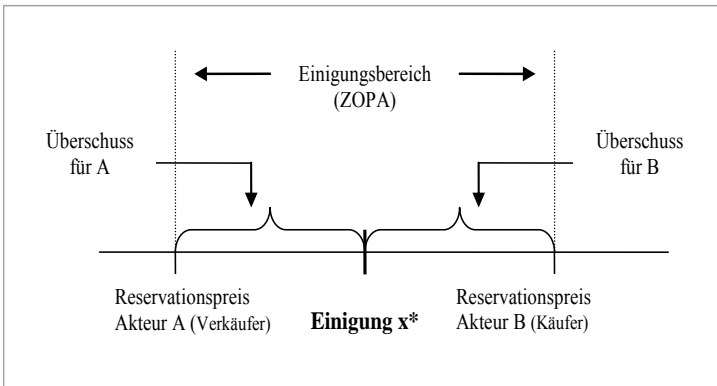 Einigungsbereich
(ZOPA)
Überschuss
für A
Überschuss
für B
Reservationspreis
Akteur A (Verkäufer)
Einigung x*
Reservationspreis
Akteur B (Käufer)